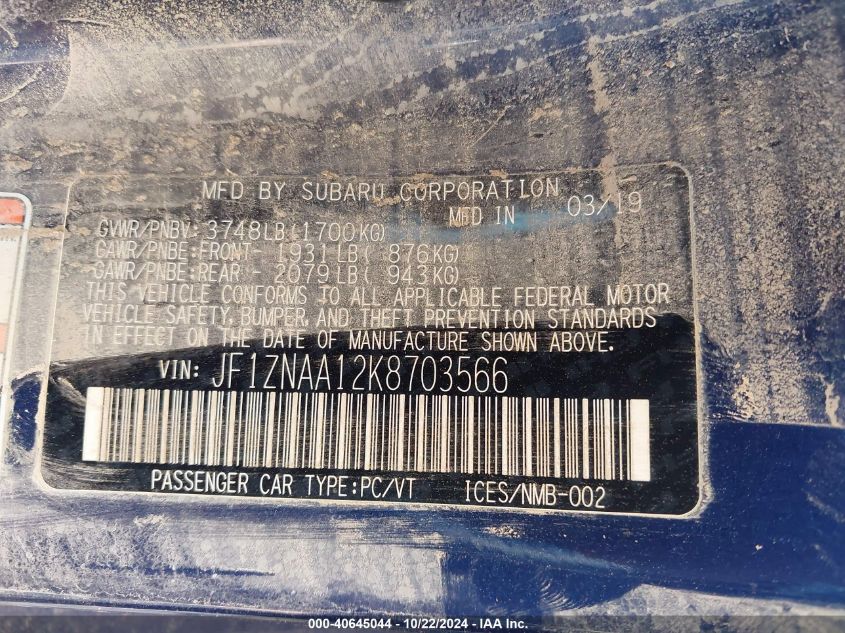 MFD BY SUBARU CORPORATION
MFD IN 03/19
GVWR/PNBV: 3748LB(1700KG)
GAWR/PNBE:FRONT- 1931LB( 876KG)
GAWR/PNBE:REAR - 2079LB( 943KG)
THIS VEHICLE CONFORMS TO ALL APPLICABLE FEDERAL MOTOR
VEHICLE SAFETY, BUMPER, AND THEFT PREVENTION STANDARDS
IN EFFECT ON THE DATE OF MANUFACTURE SHOWN ABOVE.
VIN: JF1ZNAA12K8703566
PASSENGER CAR TYPE:PC/VT ICES/NMB-002
000-40645044 - 10/22/2024 - IAA Inc.